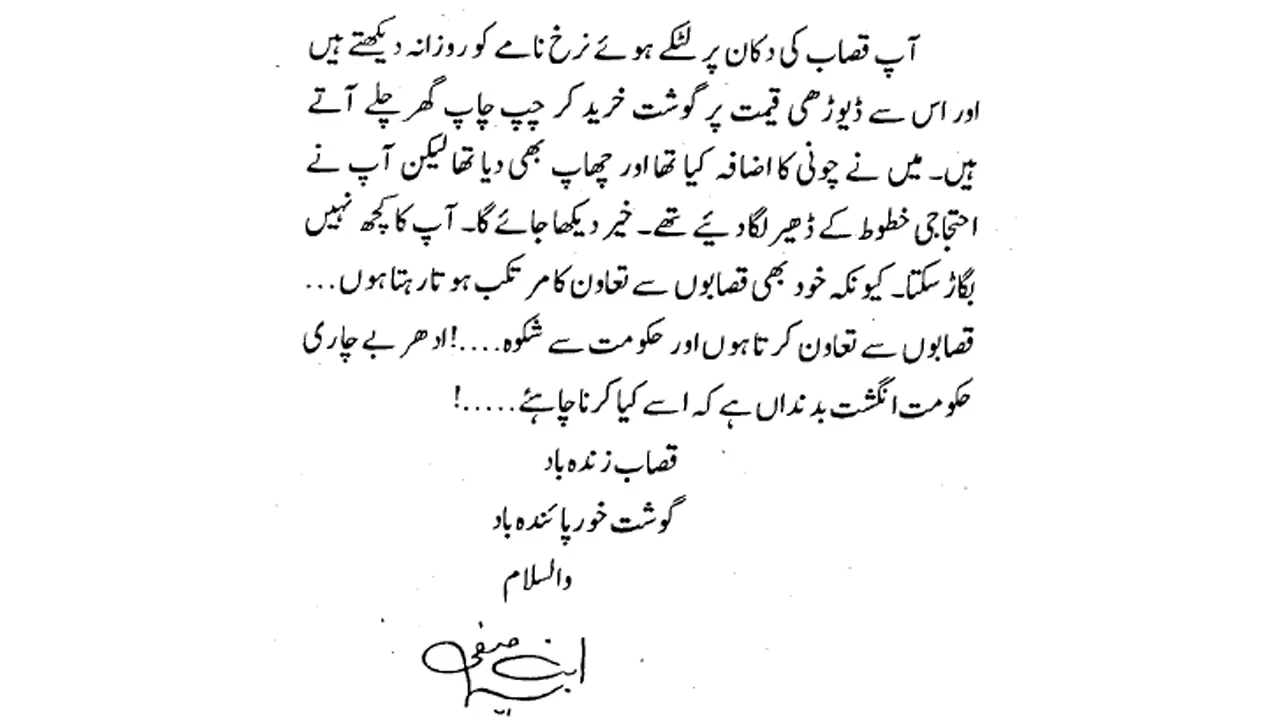 آپ قصاب کی دکان پر لٹکے ہوئے نرخ نامے کو روزانہ دیکھتے ہیں
اور اس سے ڈیوڑھی قیمت پر گوشت خرید کر چپ چاپ گھر چلے آتے
ہیں۔ میں نے چونی کا اضافہ کیا تھا اور چھاپ بھی دیا تھا لیکن آپ نے
احتجاجی خطوط کے ڈھیر لگا دیئے تھے۔ خیر دیکھا جائے گا۔ آپ کا کچھ نہیں
بگاڑ سکتا۔ کیونکہ خود بھی قصابوں سے تعاون کا مرتکب ہوتا رہتا ہوں...
قصابوں سے تعاون کرتا ہوں اور حکومت سے شکوہ....! ادھر بے چاری
حکومت انگشت بدنداں ہے کہ اسے کیا کرنا چاہئے.....!
قصاب زندہ باد
گوشت خور پائندہ باد
والسلام
ابن صفی